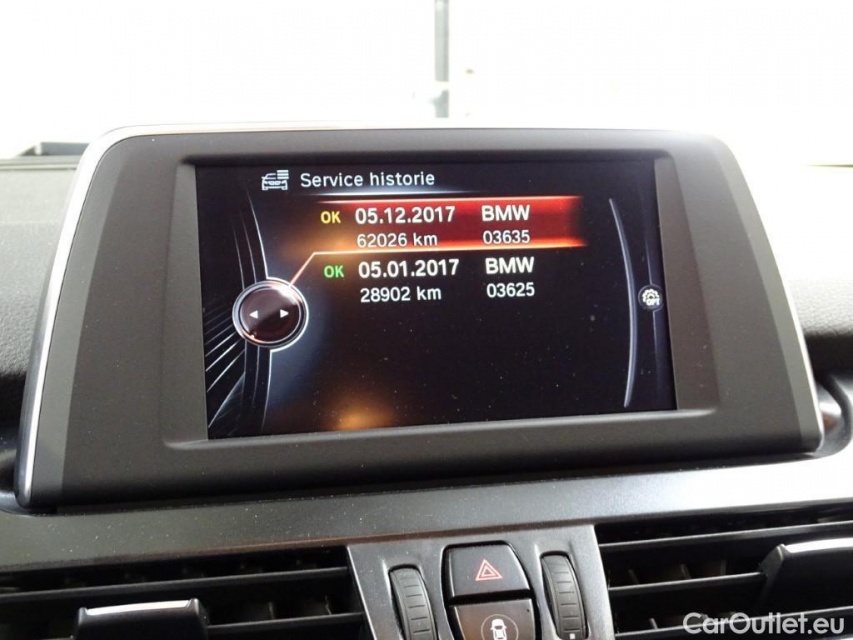 Service historie
OK 05.12.2017 BMW
62026 km 03635
OK 05.01.2017 BMW
28902 km 03625
OPT
CarOutlet.eu